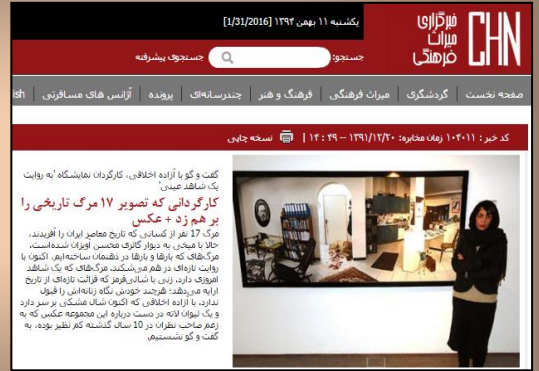 CHN
خبرگزاری
میراث
فرهنگی
یکشنبه ۱۱ بهمن ۱۳۹۴ [1/31/2016]
جستجو:
جستجوی پیشرفته
صفحه نخست | گردشگری | میراث فرهنگی | فرهنگ و هنر | چندرسانه‌ای | پرونده | آژانس های مسافرتی | ish
کد خبر : ۱۰۴۰۱۱ زمان مخابره: ۱۳۹۱/۱۲/۲۰ -- ۱۴ : ۴۹ | نسخه چاپی
گفت و گو با آزاده اخلاقی، کارگردان نمایشگاه 'به روایت
یک شاهد عینی'
کارگردانی که تصویر ۱۷ مرگ تاریخی را
بر هم زد + عکس
مرگ 17 نفر از کسانی که تاریخ معاصر ایران را آفریدند،
حالا با میخی به دیوار گالری محسن آویزان شده‌است.
مرگ‌های که بارها و بارها در ذهنمان ساخته‌ایم. اکنون با
روایت تازه‌ای در هم می‌شکند. مرگ‌های که یک شاهد
امروزی دارد. زنی با شالی‌قرمز که قرائت تازه‌ای از تاریخ
ارایه می‌دهد؛ هرچند خودش نگاه زنانه‌اش را قبول
ندارد. با آزاده اخلاقی که اکنون شال مشکی بر سر دارد
و یک لیوان لاته در دست درباره این مجموعه عکس که به
زعم صاحب نظران در 10 سال گذشته کم نظیر بوده، به
گفت و گو نشستیم.